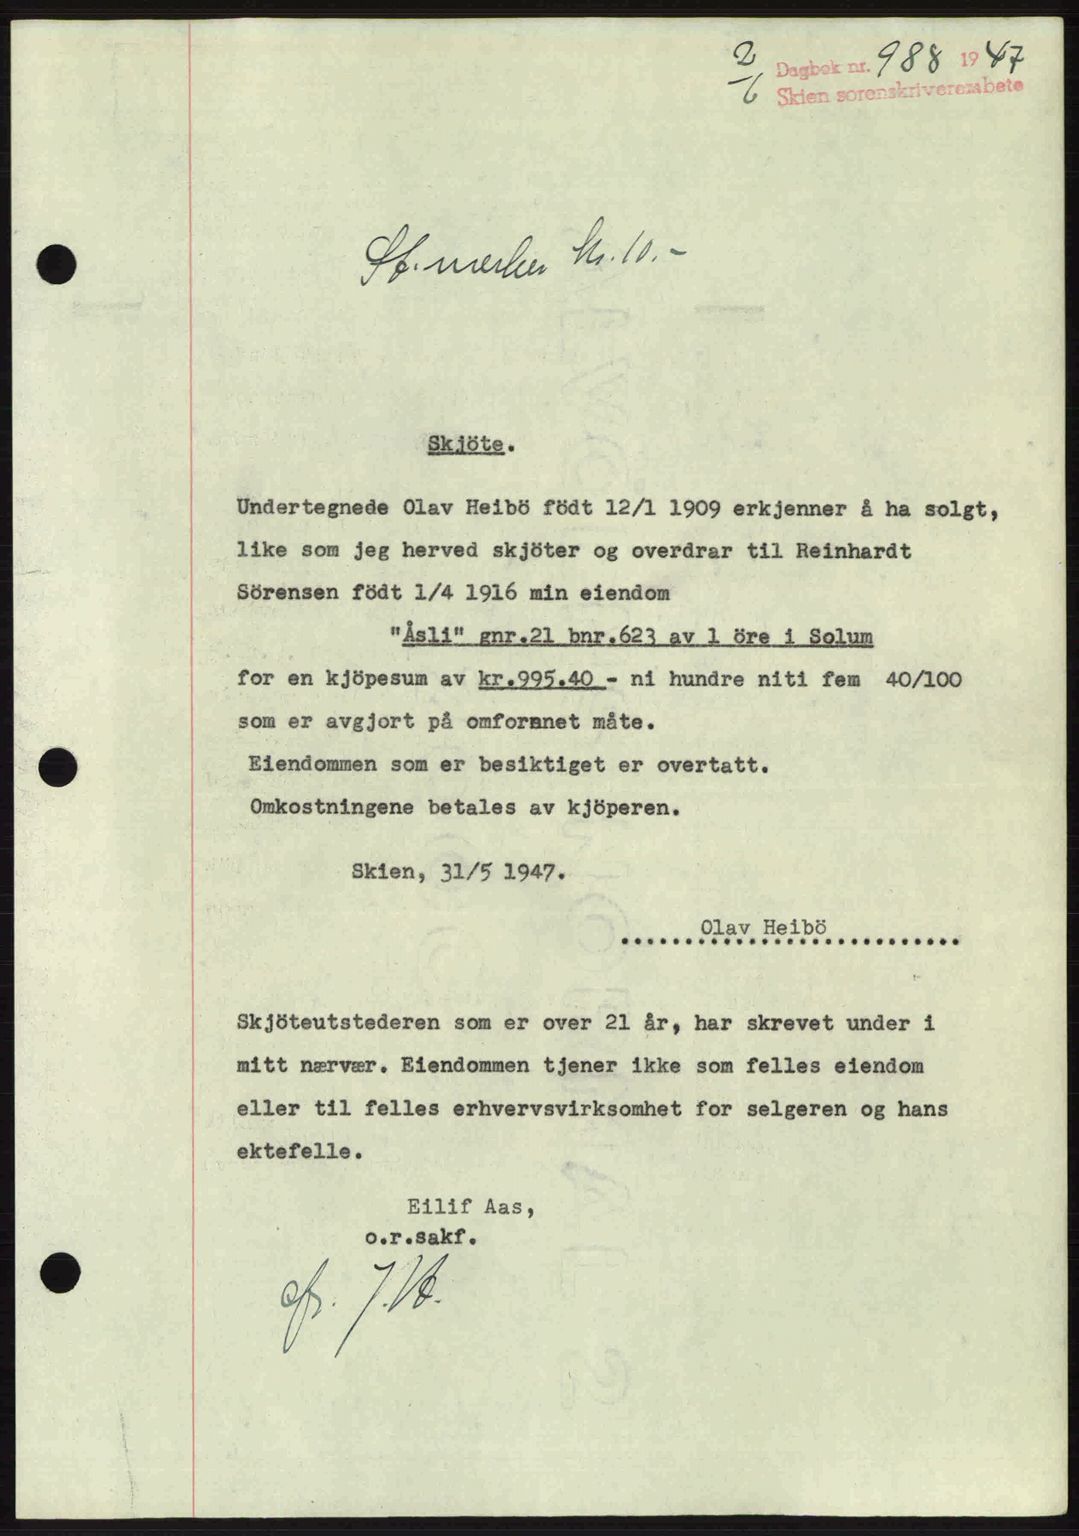 2/6 Dagbok nr. 988 1947
Skien sorenskriverembete
St. merker kr. 10.-
Skjöte.
Undertegnede Olav Heibö födt 12/1 1909 erkjenner å ha solgt,
like som jeg herved skjöter og overdrar til Reinhardt
Sörensen födt 1/4 1916 min eiendom
"Åsli" gnr.21 bnr.623 av 1 öre i Solum
for en kjöpesum av kr.995.40 - ni hundre niti fem 40/100
som er avgjort på omforenet måte.
Eiendommen som er besiktiget er overtatt.
Omkostningene betales av kjöperen.
Skien, 31/5 1947.
Olav Heibö
Skjöteutstederen som er over 21 år, har skrevet under i
mitt nærvær. Eiendommen tjener ikke som felles eiendom
eller til felles erhvervsvirksomhet for selgeren og hans
ektefelle.
Eilif Aas,
o.r.sakf.